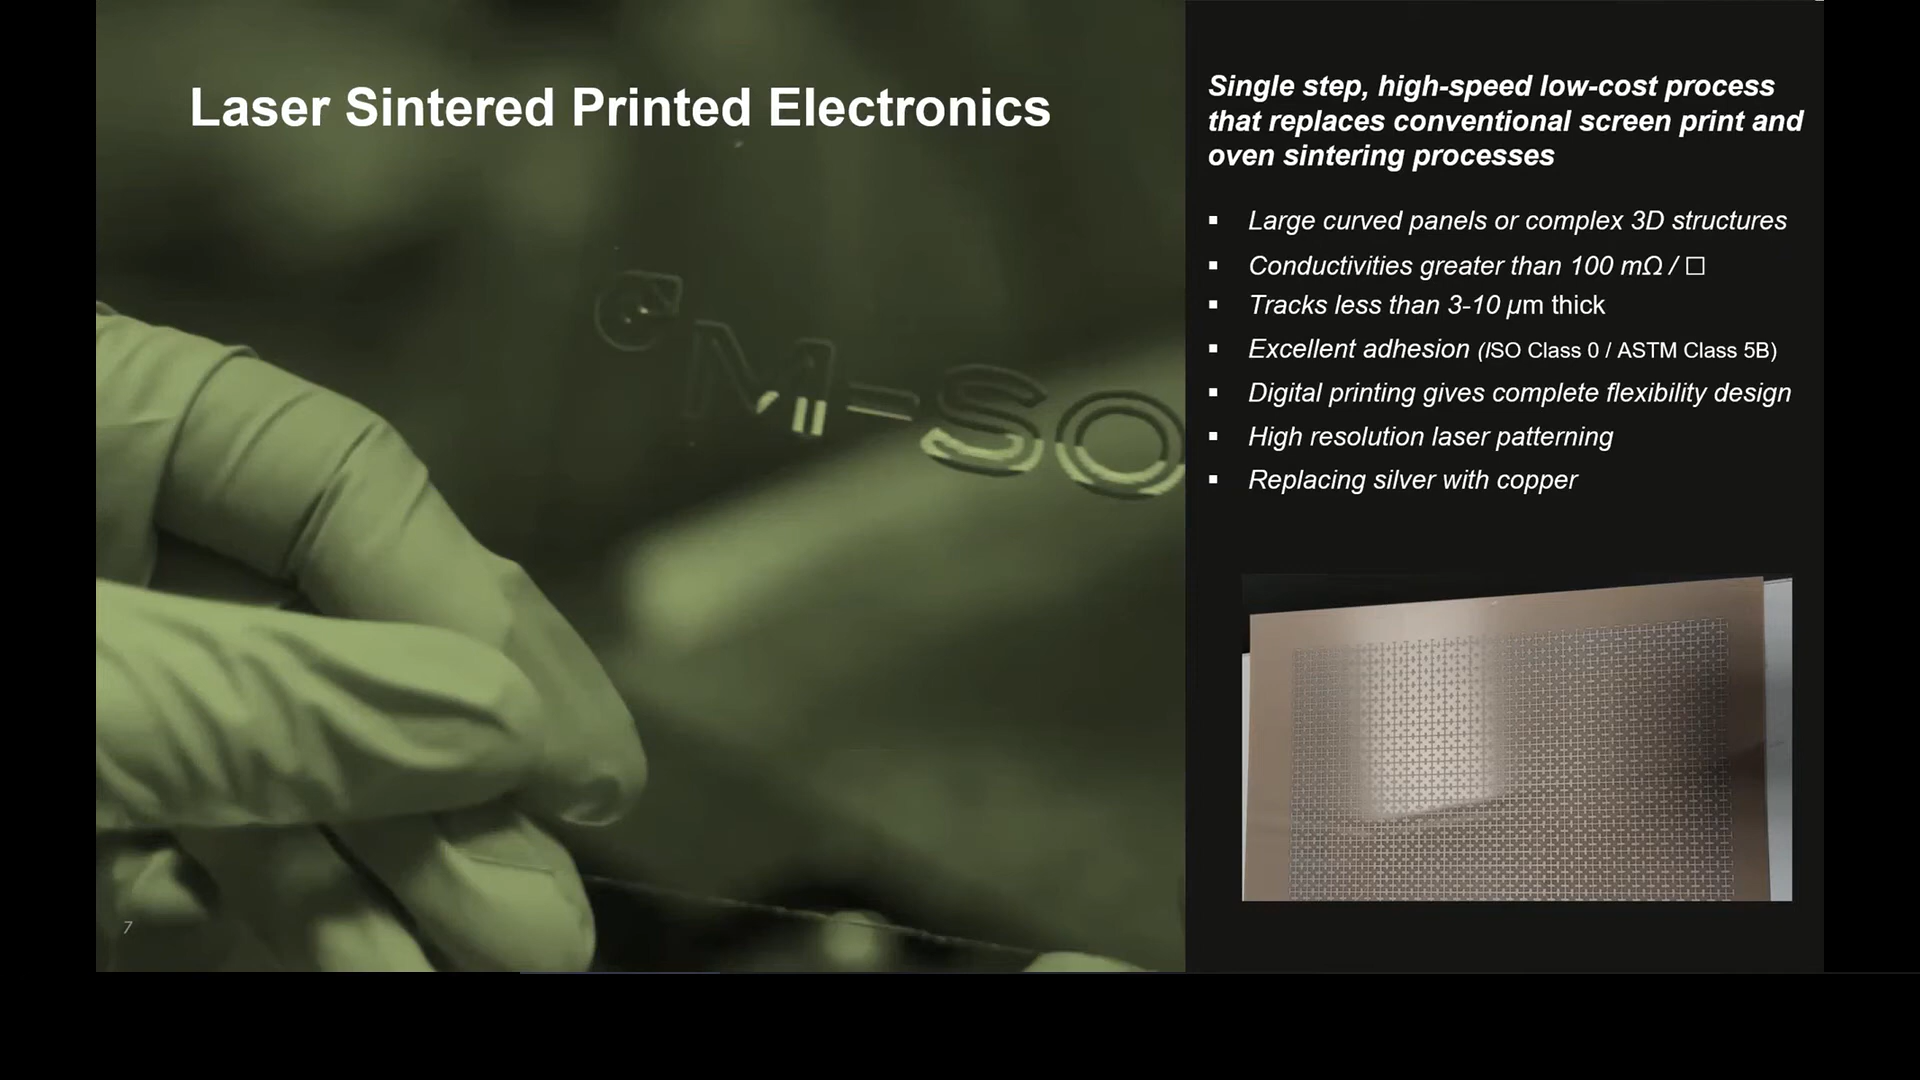 Laser Sintered Printed Electronics
CM-SO
Single step, high-speed low-cost process
that replaces conventional screen print and
oven sintering processes
▪ Large curved panels or complex 3D structures
▪ Conductivities greater than 100 mΩ / □
▪ Tracks less than 3-10 µm thick
▪ Excellent adhesion (ISO Class 0 / ASTM Class 5B)
▪ Digital printing gives complete flexibility design
▪ High resolution laser patterning
▪ Replacing silver with copper
7